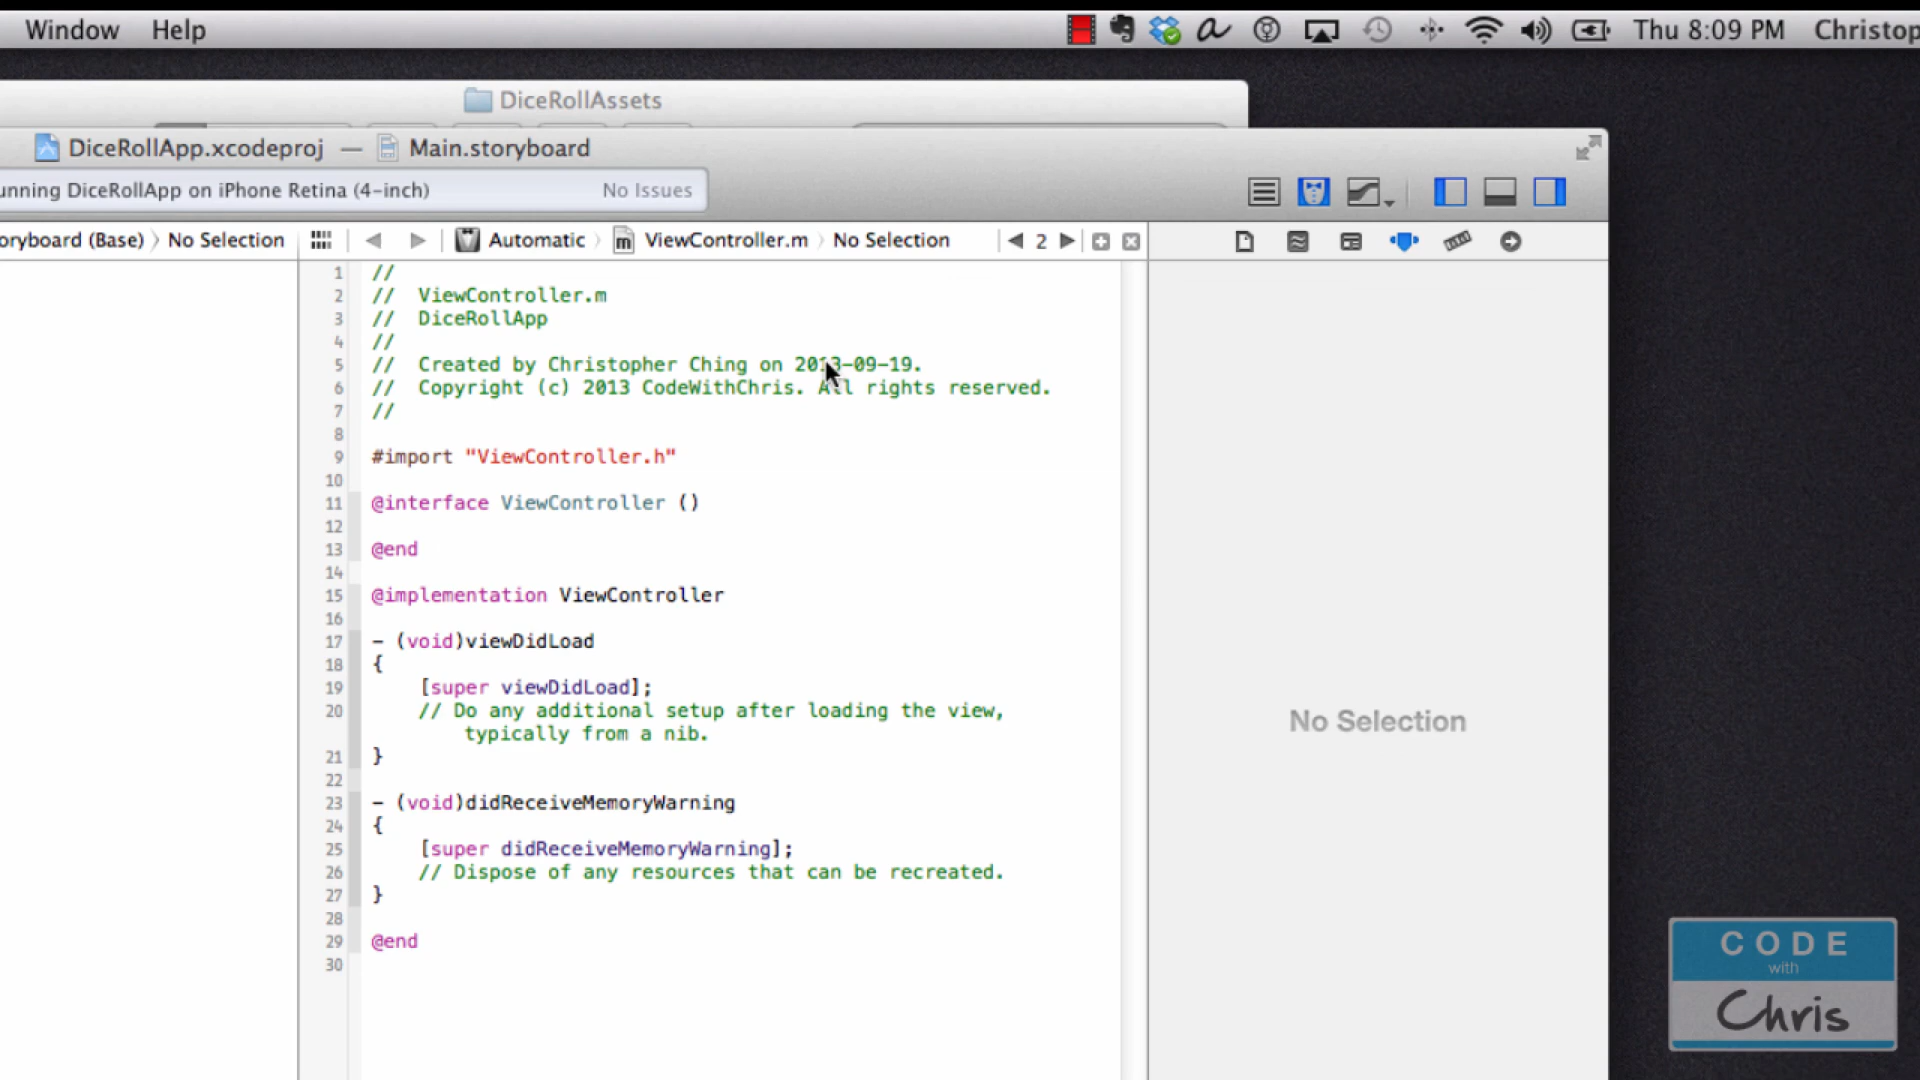 Window Help Thu 8:09 PM Christop
DiceRollAssets
DiceRollApp.xcodeproj — Main.storyboard
unning DiceRollApp on iPhone Retina (4-inch) No Issues
oryboard (Base) No Selection Automatic ViewController.m No Selection 2
1 //
2 // ViewController.m
3 // DiceRollApp
4 //
5 // Created by Christopher Ching on 2013-09-19.
6 // Copyright (c) 2013 CodeWithChris. All rights reserved.
7 //
8
9 #import "ViewController.h"
10
11 @interface ViewController ()
12
13 @end
14
15 @implementation ViewController
16
17 - (void)viewDidLoad
18 {
19 [super viewDidLoad];
20 // Do any additional setup after loading the view,
typically from a nib.
21 }
22
23 - (void)didReceiveMemoryWarning
24 {
25 [super didReceiveMemoryWarning];
26 // Dispose of any resources that can be recreated.
27 }
28
29 @end
30
No Selection
CODE
with
Chris